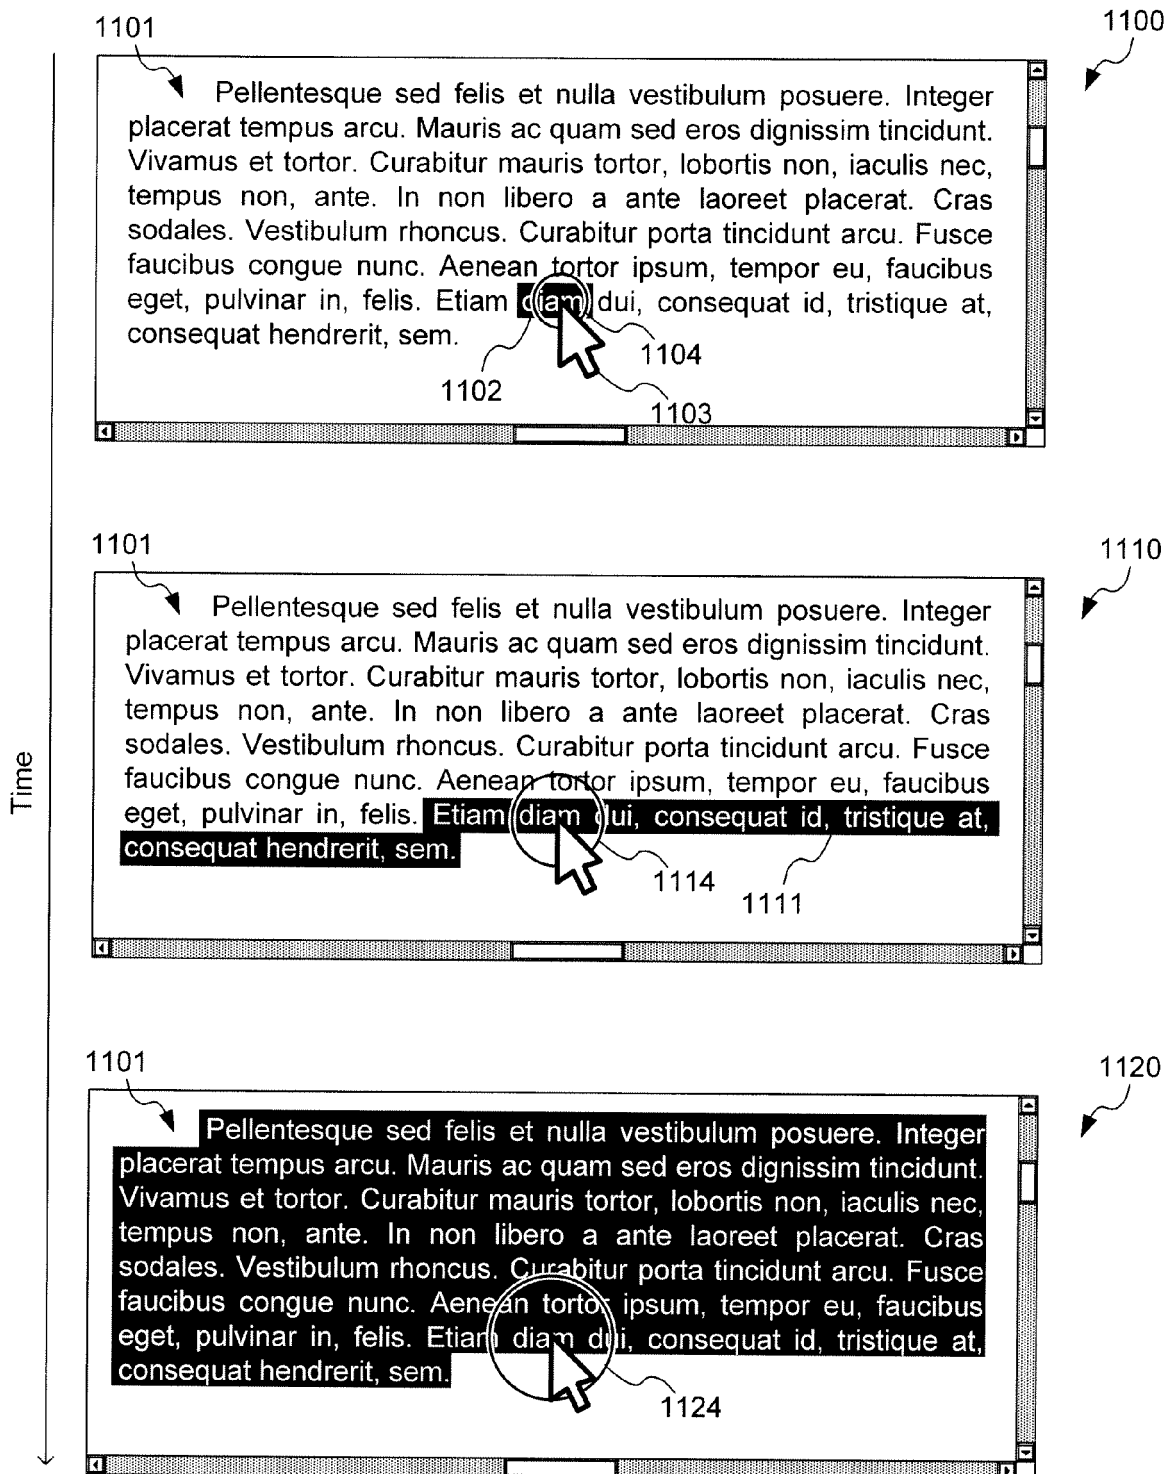 1101
1100
Pellentesque sed felis et nulla vestibulum posuere. Integer
placerat tempus arcu. Mauris ac quam sed eros dignissim tincidunt.
Vivamus et tortor. Curabitur mauris tortor, lobortis non, iaculis nec,
tempus non, ante. In non libero a ante laoreet placerat. Cras
sodales. Vestibulum rhoncus. Curabitur porta tincidunt arcu. Fusce
faucibus congue nunc. Aenean tortor ipsum, tempor eu, faucibus
eget, pulvinar in, felis. Etiam diam dui, consequat id, tristique at,
consequat hendrerit, sem.
1104
1102
1103
1101
1110
Pellentesque sed felis et nulla vestibulum posuere. Integer
placerat tempus arcu. Mauris ac quam sed eros dignissim tincidunt.
Vivamus et tortor. Curabitur mauris tortor, lobortis non, iaculis nec,
tempus non, ante. In non libero a ante laoreet placerat. Cras
sodales. Vestibulum rhoncus. Curabitur porta tincidunt arcu. Fusce
faucibus congue nunc. Aenean tortor ipsum, tempor eu, faucibus
eget, pulvinar in, felis. Etiam diam dui, consequat id, tristique at,
consequat hendrerit, sem.
1114
1111
Time
1101
1120
Pellentesque sed felis et nulla vestibulum posuere. Integer
placerat tempus arcu. Mauris ac quam sed eros dignissim tincidunt.
Vivamus et tortor. Curabitur mauris tortor, lobortis non, iaculis nec,
tempus non, ante. In non libero a ante laoreet placerat. Cras
sodales. Vestibulum rhoncus. Curabitur porta tincidunt arcu. Fusce
faucibus congue nunc. Aenean tortor ipsum, tempor eu, faucibus
eget, pulvinar in, felis. Etiam diam dui, consequat id, tristique at,
consequat hendrerit, sem.
1124